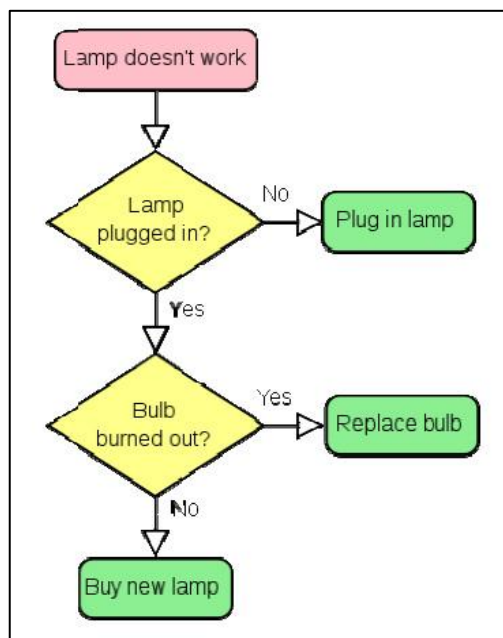 Lamp doesn't work
Lamp
plugged in?
No
Plug in lamp
Yes
Bulb
burned out?
Yes
Replace bulb
No
Buy new lamp